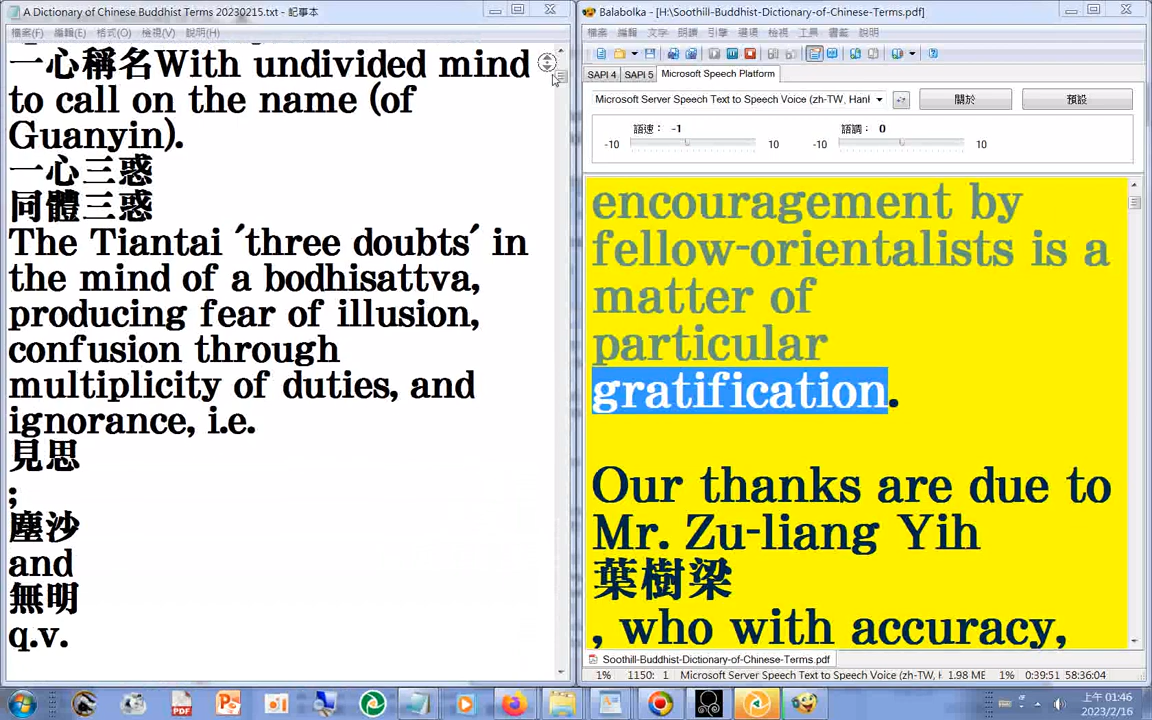 A Dictionary of Chinese Buddhist Terms 20230215.txt - 記事本
檔案(F) 編輯(E) 格式(O) 檢視(V) 說明(H)
一心稱名With undivided mind
to call on the name (of
Guanyin).
一心三惑
同體三惑
The Tiantai 'three doubts' in
the mind of a bodhisattva,
producing fear of illusion,
confusion through
multiplicity of duties, and
ignorance, i.e.
見思
;
塵沙
and
無明
q.v.
Balabolka - [H:\Soothill-Buddhist-Dictionary-of-Chinese-Terms.pdf]
檔案 編輯 文字 朗讀 引擎 選項 檢視 工具 書籤 說明
SAPI 4 SAPI 5 Microsoft Speech Platform
Microsoft Server Speech Text to Speech Voice (zh-TW, Hanl
關於
預設
語速： -1
語調： 0
-10 10 -10 10
encouragement by
fellow-orientalists is a
matter of
particular
gratification.
Our thanks are due to
Mr. Zu-liang Yih
葉樹梁
, who with accuracy,
Soothill-Buddhist-Dictionary-of-Chinese-Terms.pdf
1% 1150: 1 Microsoft Server Speech Text to Speech Voice (zh-TW, H 1.98 ME 1% 0:39:51 58:36:04
上午 01:46
2023/2/16